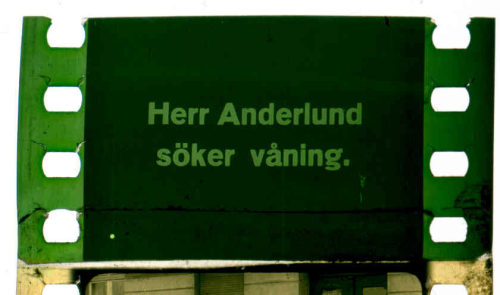 Herr Anderlund
söker våning.